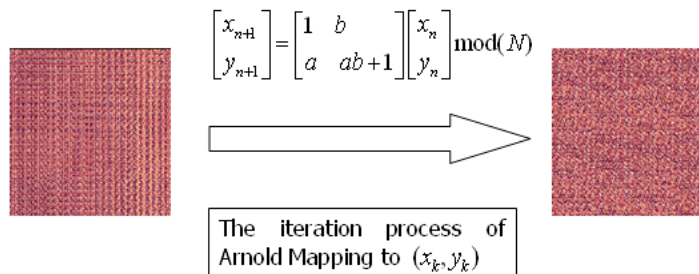 [x_{n+1} y_{n+1}] = [1 b a ab+1] [x_n y_n] mod(N)
The iteration process of
Arnold Mapping to (x_k, y_k)